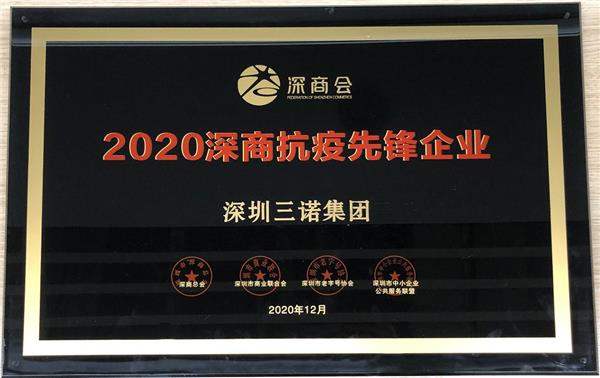 深商会
FEDERATION OF SHENZHEN COMMERCE
2020深商抗疫先锋企业
深圳三诺集团
深商总会
深圳市商业联合会
深圳市老字号协会
深圳市中小企业
公共服务联盟
2020年12月